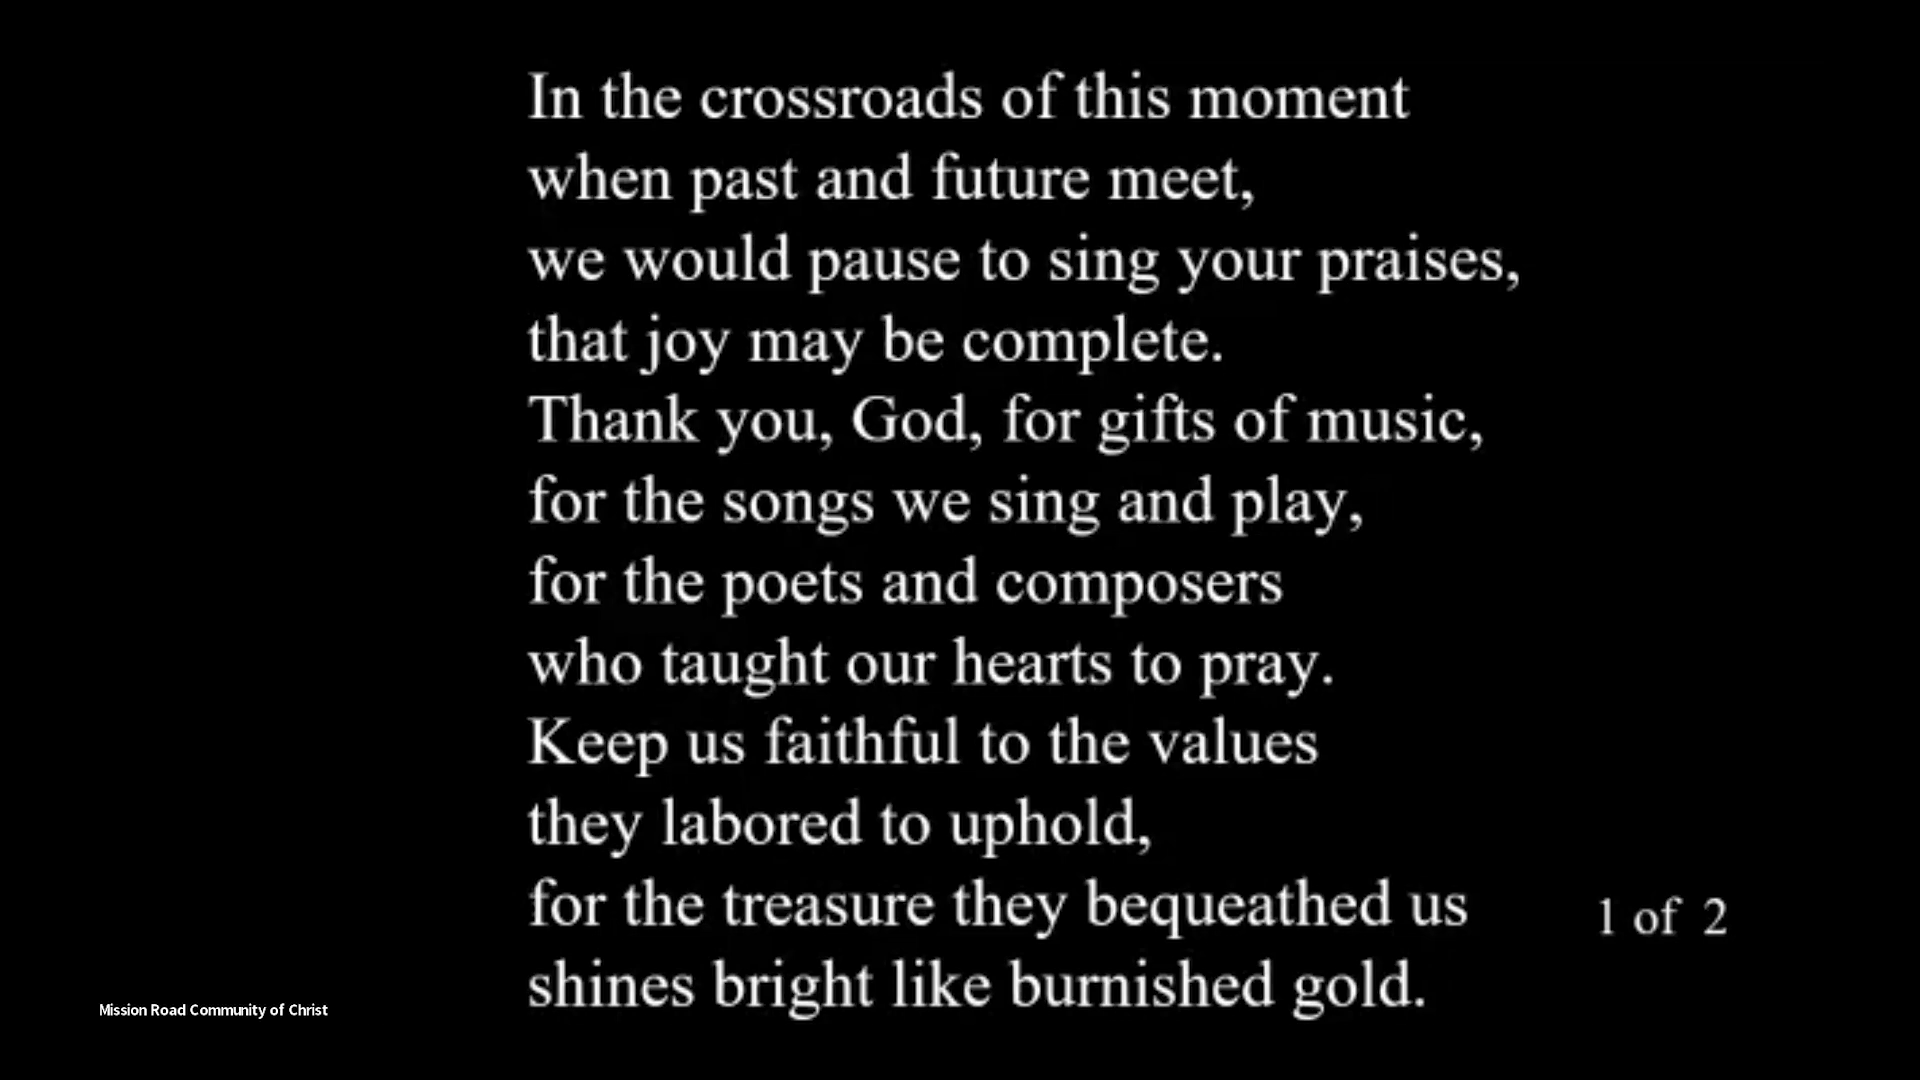 In the crossroads of this moment
when past and future meet,
we would pause to sing your praises,
that joy may be complete.
Thank you, God, for gifts of music,
for the songs we sing and play,
for the poets and composers
who taught our hearts to pray.
Keep us faithful to the values
they labored to uphold,
for the treasure they bequeathed us
shines bright like burnished gold.
1 of 2
Mission Road Community of Christ